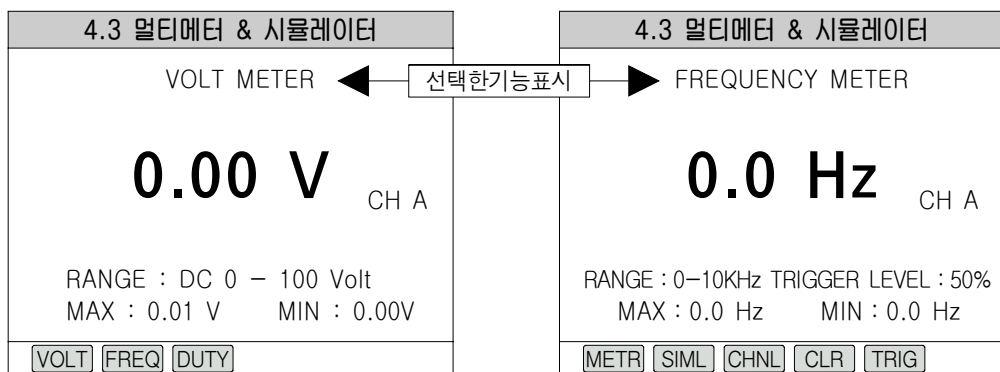 4.3 멀티메터 & 시뮬레이터
VOLT METER
0.00 V
CH A
RANGE : DC 0 - 100 Volt
MAX : 0.01 V MIN : 0.00V
VOLT FREQ DUTY
선택한기능표시
4.3 멀티메터 & 시뮬레이터
FREQUENCY METER
0.0 Hz
CH A
RANGE : 0-10KHz TRIGGER LEVEL : 50%
MAX : 0.0 Hz MIN : 0.0 Hz
METR SIML CHNL CLR TRIG